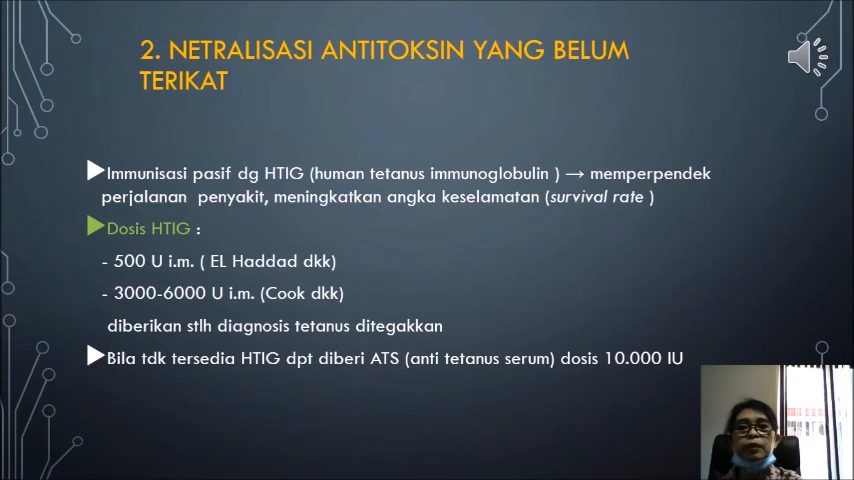 2. NETRALISASI ANTITOKSIN YANG BELUM
TERIKAT
Immunisasi pasif dg HTIG (human tetanus immunoglobulin ) → memperpendek
perjalanan penyakit, meningkatkan angka keselamatan (survival rate )
Dosis HTIG :
- 500 U i.m. ( EL Haddad dkk)
- 3000-6000 U i.m. (Cook dkk)
diberikan stlh diagnosis tetanus ditegakkan
Bila tdk tersedia HTIG dpt diberi ATS (anti tetanus serum) dosis 10.000 IU